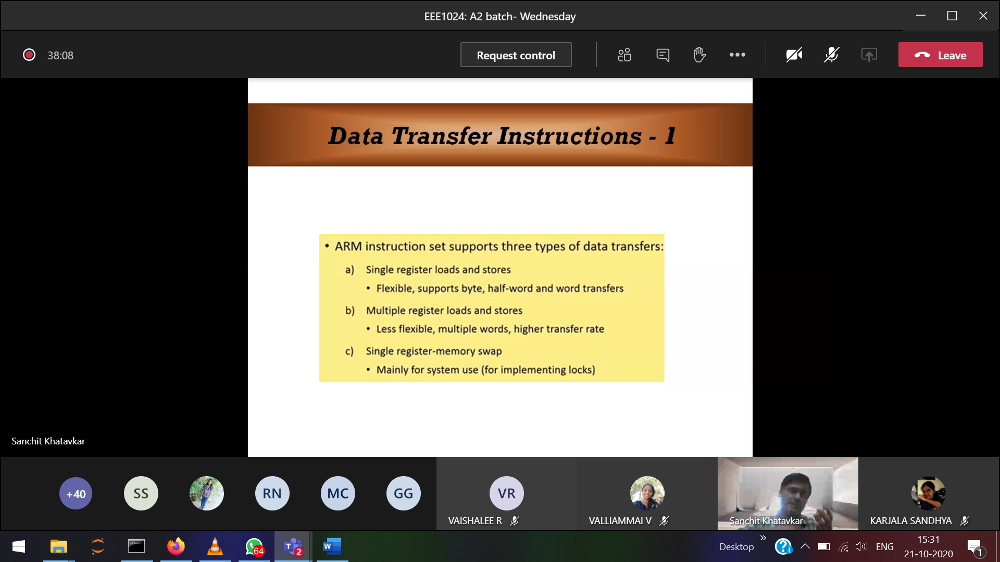 EEE1024: A2 batch- Wednesday
38:08
Request control
Leave
Data Transfer Instructions - 1
• ARM instruction set supports three types of data transfers:
a) Single register loads and stores
• Flexible, supports byte, half-word and word transfers
b) Multiple register loads and stores
• Less flexible, multiple words, higher transfer rate
c) Single register-memory swap
• Mainly for system use (for implementing locks)
Sanchit Khatavkar
+40
SS
RN
MC
GG
VR
VAISHALEE R
VALLIAMMAI V
Sanchit Khatavkar
KARJALA SANDHYA
64
T
2
W
Desktop
ENG
15:31
21-10-2020
1